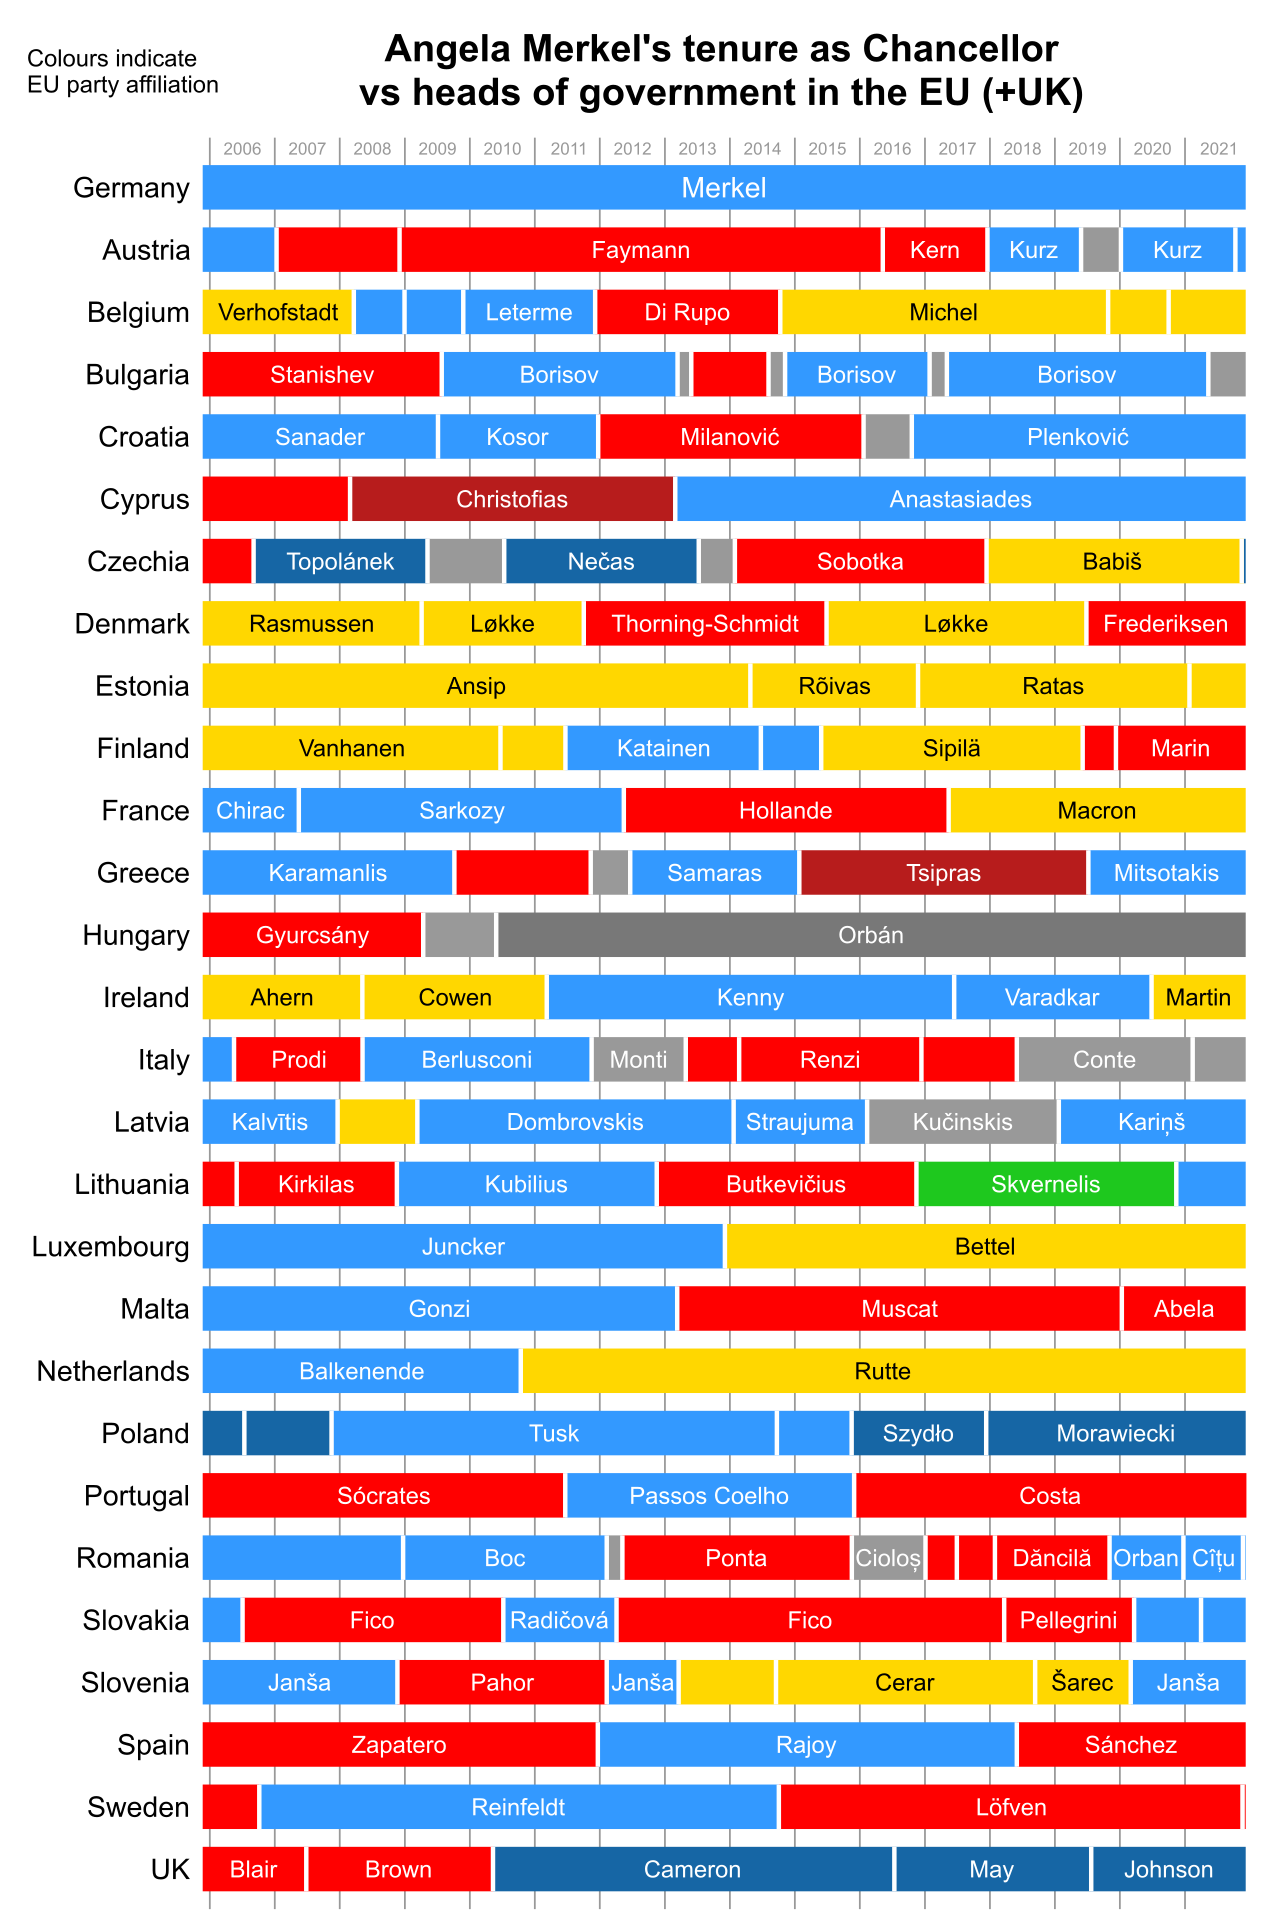 Colours indicate
EU party affiliation
Angela Merkel's tenure as Chancellor
vs heads of government in the EU (+UK)
2006 2007 2008 2009 2010 2011 2012 2013 2014 2015 2016 2017 2018 2019 2020 2021
Germany Merkel
Austria Faymann Kern Kurz Kurz
Belgium Verhofstadt Leterme Di Rupo Michel
Bulgaria Stanishev Borisov Borisov Borisov
Croatia Sanader Kosor Milanović Plenković
Cyprus Christofias Anastasiades
Czechia Topolánek Nečas Sobotka Babiš
Denmark Rasmussen Løkke Thorning-Schmidt Løkke Frederiksen
Estonia Ansip Rõivas Ratas
Finland Vanhanen Katainen Sipilä Marin
France Chirac Sarkozy Hollande Macron
Greece Karamanlis Samaras Tsipras Mitsotakis
Hungary Gyurcsány Orbán
Ireland Ahern Cowen Kenny Varadkar Martin
Italy Prodi Berlusconi Monti Renzi Conte
Latvia Kalvītis Dombrovskis Straujuma Kučinskis Kariņš
Lithuania Kirkilas Kubilius Butkevičius Skvernelis
Luxembourg Juncker Bettel
Malta Gonzi Muscat Abela
Netherlands Balkenende Rutte
Poland Tusk Szydło Morawiecki
Portugal Sócrates Passos Coelho Costa
Romania Boc Ponta Cioloș Dăncilă Orban Cîțu
Slovakia Fico Radičová Fico Pellegrini
Slovenia Janša Pahor Janša Cerar Šarec Janša
Spain Zapatero Rajoy Sánchez
Sweden Reinfeldt Löfven
UK Blair Brown Cameron May Johnson